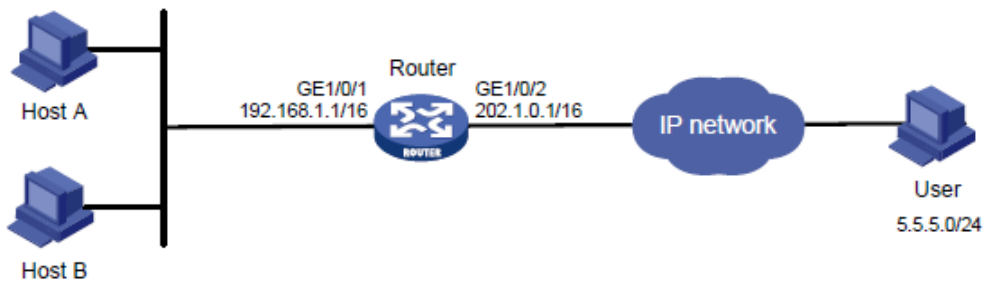 Host A
Router
GE1/0/1
192.168.1.1/16
GE1/0/2
202.1.0.1/16
ROUTER
IP network
User
5.5.5.0/24
Host B